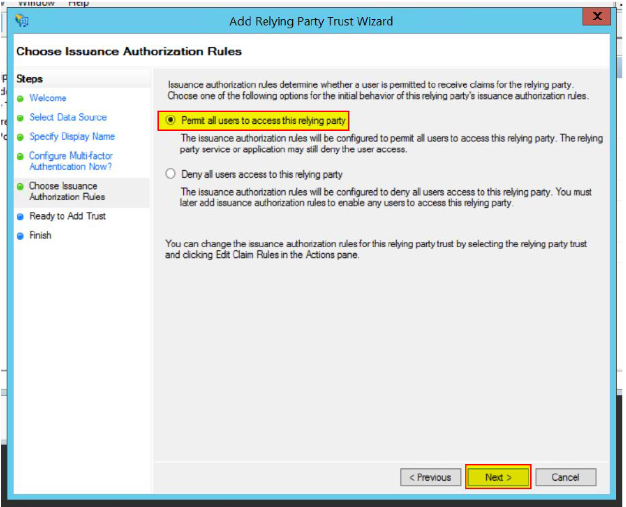 Window Help
Add Relying Party Trust Wizard
X
Choose Issuance Authorization Rules
Steps
Welcome
Select Data Source
Specify Display Name
Configure Multi-factor
Authentication Now?
Choose Issuance
Authorization Rules
Ready to Add Trust
Finish
Issuance authorization rules determine whether a user is permitted to receive claims for the relying party.
Choose one of the following options for the initial behavior of this relying party's issuance authorization rules.
Permit all users to access this relying party
The issuance authorization rules will be configured to permit all users to access this relying party. The relying
party service or application may still deny the user access.
Deny all users access to this relying party
The issuance authorization rules will be configured to deny all users access to this relying party. You must
later add issuance authorization rules to enable any users to access this relying party.
You can change the issuance authorization rules for this relying party trust by selecting the relying party trust
and clicking Edit Claim Rules in the Actions pane.
< Previous
Next >
Cancel